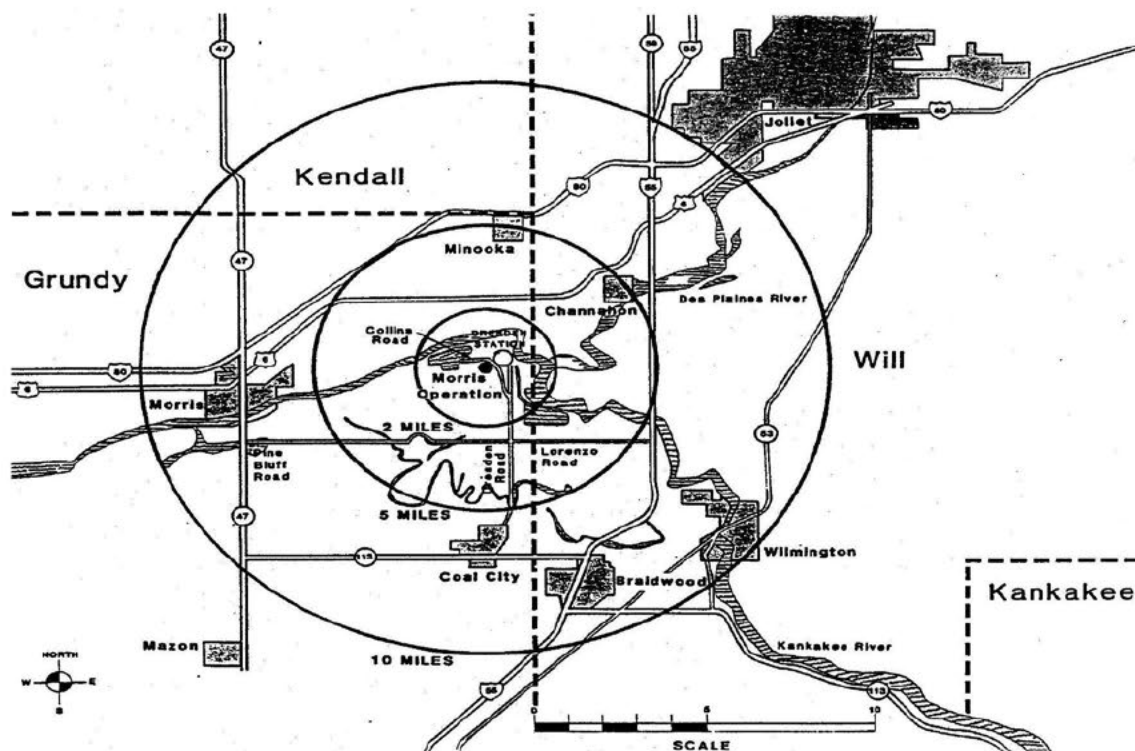 47
55
55
Joliet
80
Kendall
80
55
6
Minooka
47
Grundy
Channahon
Des Plaines River
Collins
Road
DRESDEN
STATION
6
Will
80
6
Morris
Morris
Operation
2 MILES
53
Pine
Bluff
Road
Lorenzo
Road
Dresden
Road
5 MILES
47
113
Coal City
Wilmington
Braidwood
Kankakee
Mazon
10 MILES
Kankakee River
NORTH
W
E
S
55
113
0
5
10
SCALE